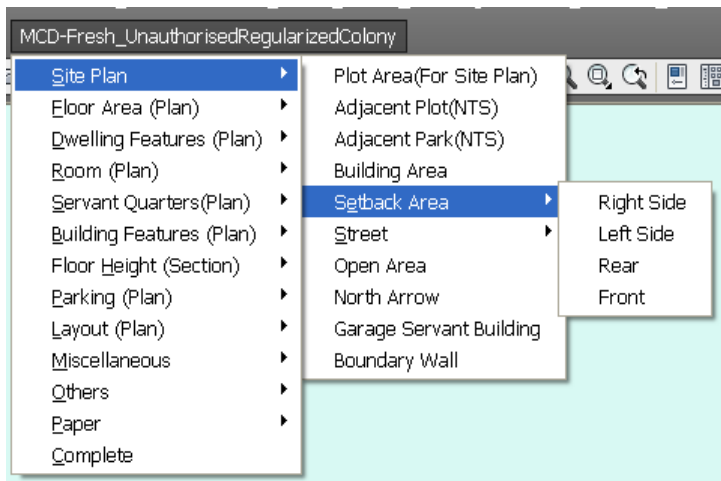 MCD-Fresh_UnauthorisedRegularizedColony
Site Plan
Floor Area (Plan)
Dwelling Features (Plan)
Room (Plan)
Servant Quarters(Plan)
Building Features (Plan)
Floor Height (Section)
Parking (Plan)
Layout (Plan)
Miscellaneous
Others
Paper
Complete
Plot Area(For Site Plan)
Adjacent Plot(NTS)
Adjacent Park(NTS)
Building Area
Setback Area
Street
Open Area
North Arrow
Garage Servant Building
Boundary Wall
Right Side
Left Side
Rear
Front